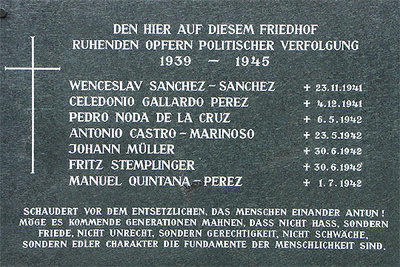 DEN HIER AUF DIESEM FRIEDHOF
RUHENDEN OPFERN POLITISCHER VERFOLGUNG
1939 – 1945
WENCESLAV SANCHEZ – SANCHEZ + 23.11.1941
CELEDONIO GALLARDO PEREZ + 4.12.1941
PEDRO NODA DE LA CRUZ + 6.5.1942
ANTONIO CASTRO – MARINOSO + 23.5.1942
JOHANN MÜLLER + 30.6.1942
FRITZ STEMPLINGER + 30.6.1942
MANUEL QUINTANA – PEREZ + 1.7.1942
SCHAUDERT VOR DEM ENTSETZLICHEN, DAS MENSCHEN EINANDER ANTUN!
MÖGE ES KOMMENDE GENERATIONEN MAHNEN, DASS NICHT HASS, SONDERN
FRIEDE, NICHT UNRECHT, SONDERN GERECHTIGKEIT, NICHT SCHWÄCHE,
SONDERN EDLER CHARAKTER DIE FUNDAMENTE DER MENSCHLICHKEIT SIND.